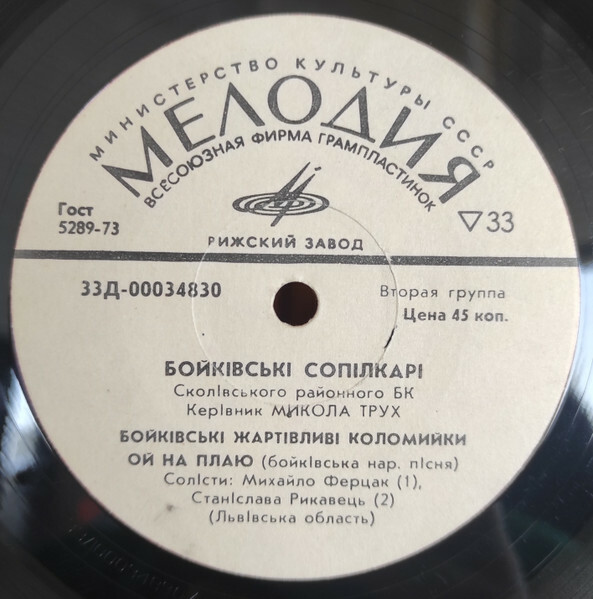 МИНИСТЕРСТВО КУЛЬТУРЫ СССР
МЕЛОДИЯ
ВСЕСОЮЗНАЯ ФИРМА ГРАМПЛАСТИНОК
Гост
5289-73
▽33
РИЖСКИЙ ЗАВОД
33Д-00034830
Вторая группа
Цена 45 коп.
БОЙКІВСЬКІ СОПІЛКАРІ
Сколівського районного БК
Керівник МИКОЛА ТРУХ
БОЙКІВСЬКІ ЖАРТІВЛИВІ КОЛОМИЙКИ
ОЙ НА ПЛАЮ (бойківська нар. пісня)
Солісти: Михайло Ферцак (1),
Станіслава Рикавець (2)
(Львівська область)